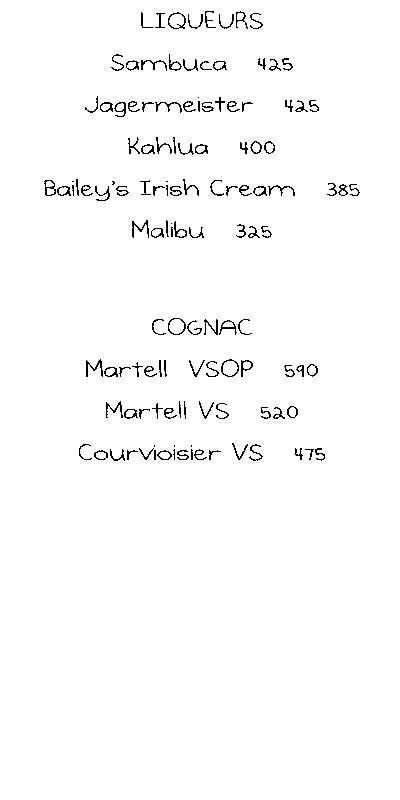 LIQUEURS
Sambuca 425
Jagermeister 425
Kahlua 400
Bailey's Irish Cream 385
Malibu 325
COGNAC
Martell VSOP 590
Martell VS 520
Courvioisier VS 475